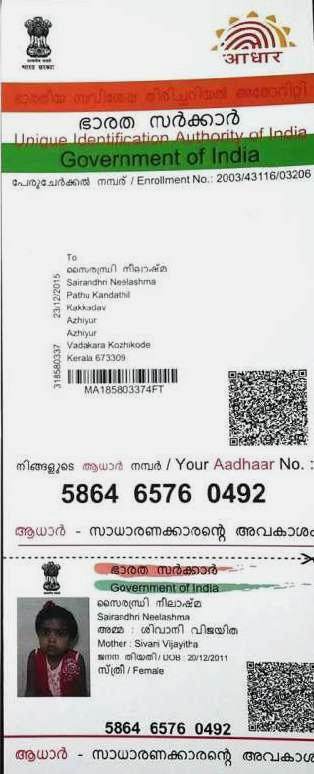 भारत सरकार
आधार
ഭാരതീയ സവിശേഷ തിരിച്ചറിയൽ അതോറിറ്റി
ഭാരത സർക്കാർ
Unique Identification Authority of India
Government of India
പേരുചേർക്കൽ നമ്പര് / Enrollment No.: 2003/43116/03206
23/12/2015
318580337
To
സൈരന്ധ്രി നീലാഷ്മ
Sairandhri Neelashma
Pathu Kandathil
Kakkadav
Azhiyur
Azhiyur
Vadakara Kozhikode
Kerala 673309
MA185803374FT
നിങ്ങളുടെ ആധാർ നമ്പർ / Your Aadhaar No. :
5864 6576 0492
ആധാർ - സാധാരണക്കാരന്റെ അവകാശം
ഭാരത സർക്കാർ
Government of India
സൈരന്ധ്രി നീലാഷ്മ
Sairandhri Neelashma
അമ്മ : ശിവാനി വിജയിത
Mother : Sivani Vijayitha
ജനന തിയതി / DOB : 20/12/2011
സ്ത്രീ / Female
5864 6576 0492
ആധാർ - സാധാരണക്കാരന്റെ അവകാശ